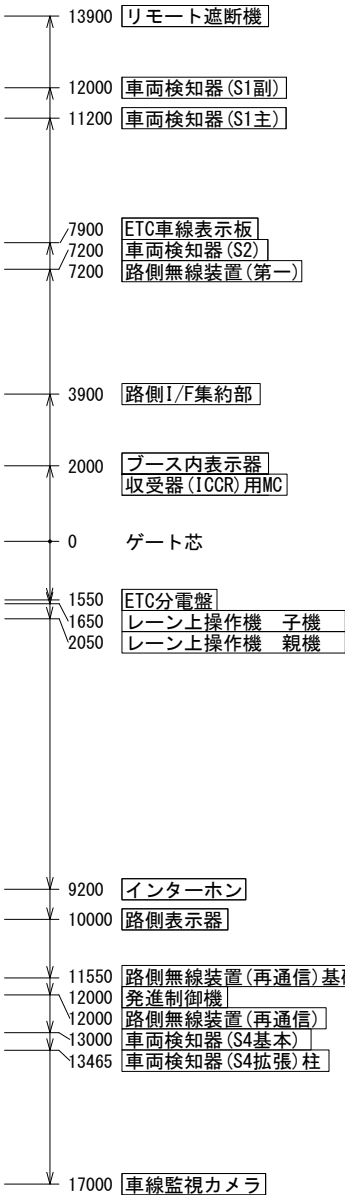 13900 リモート遮断機
12000 車両検知器(S1副)
11200 車両検知器(S1主)
7900 ETC車線表示板
7200 車両検知器(S2)
7200 路側無線装置(第一)
3900 路側I/F集約部
2000 ブース内表示器
収受器(ICCR)用MC
0 ゲート芯
1550 ETC分電盤
1650 レーン上操作機 子機
2050 レーン上操作機 親機
9200 インターホン
10000 路側表示器
11550 路側無線装置(再通信)基
12000 発進制御機
12000 路側無線装置(再通信)
13000 車両検知器(S4基本)
13465 車両検知器(S4拡張)柱
17000 車線監視カメラ